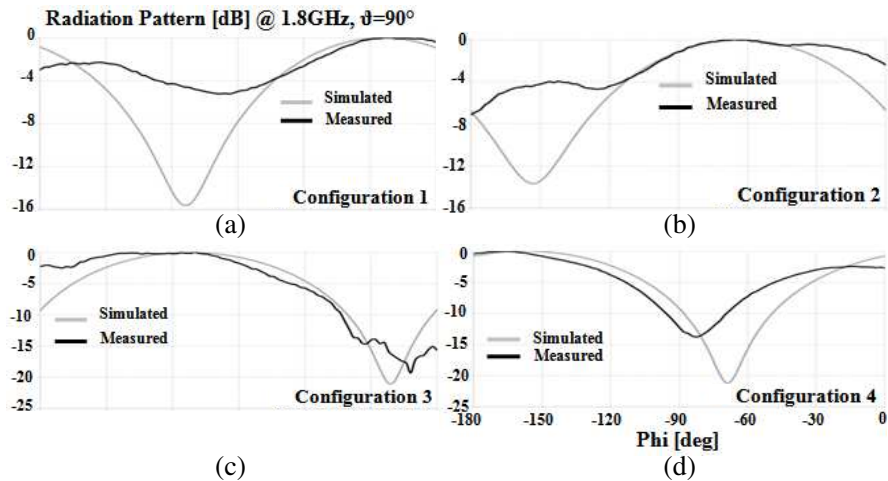 Radiation Pattern [dB] @ 1.8GHz, ϑ=90°
0
-4
-8
-12
-16
Simulated
Measured
Configuration 1
(a)
0
-4
-8
-12
-16
Simulated
Measured
Configuration 2
(b)
0
-5
-10
-15
-20
-25
Simulated
Measured
Configuration 3
(c)
0
-5
-10
-15
-20
-25
Simulated
Measured
Configuration 4
-180 -150 -120 -90 -60 -30 0
Phi [deg]
(d)